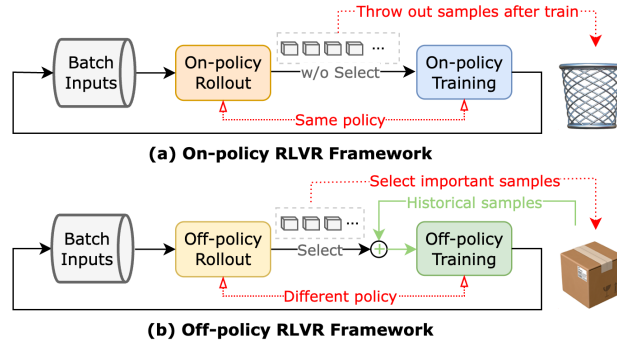 Throw out samples after train
Batch
Inputs
On-policy
Rollout
...
w/o Select
On-policy
Training
Same policy
(a) On-policy RLVR Framework
Select important samples
Historical samples
Batch
Inputs
Off-policy
Rollout
...
Select
+
Off-policy
Training
Different policy
(b) Off-policy RLVR Framework